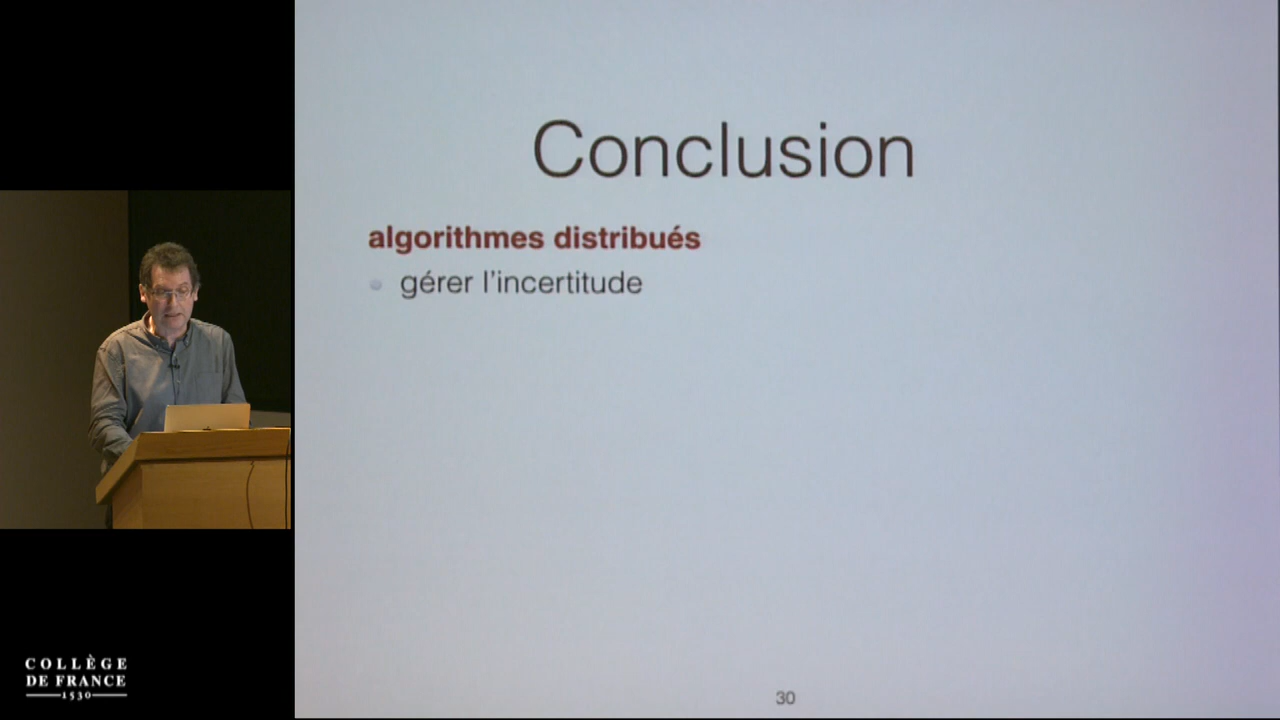 Conclusion
algorithmes distribués
gérer l'incertitude
30
COLLÈGE
DE FRANCE
1530